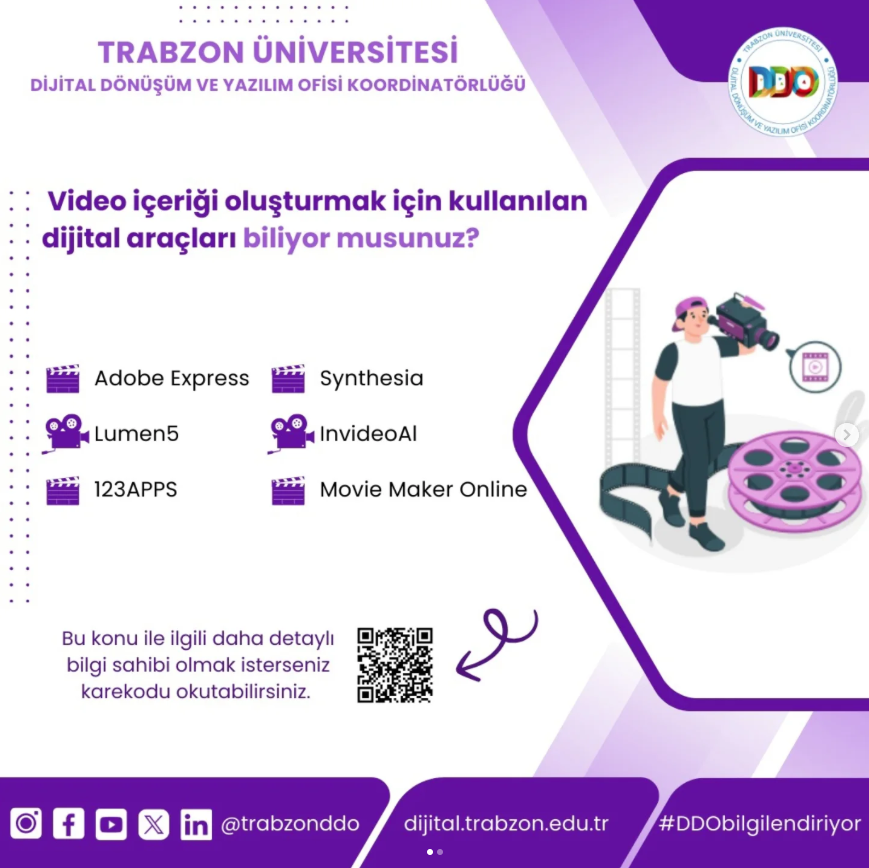 TRABZON ÜNİVERSİTESİ
DİJİTAL DÖNÜŞÜM VE YAZILIM OFİSİ KOORDİNATÖRLÜĞÜ
TRABZON ÜNİVERSİTESİ
DDO
DİJİTAL DÖNÜŞÜM VE YAZILIM OFİSİ KOORDİNATÖRLÜĞÜ
Video içeriği oluşturmak için kullanılan
dijital araçları biliyor musunuz?
Adobe Express
Synthesia
Lumen5
InvideoAI
123APPS
Movie Maker Online
Bu konu ile ilgili daha detaylı
bilgi sahibi olmak isterseniz
karekodu okutabilirsiniz.
@trabzonddo
dijital.trabzon.edu.tr
#DDObilgilendiriyor